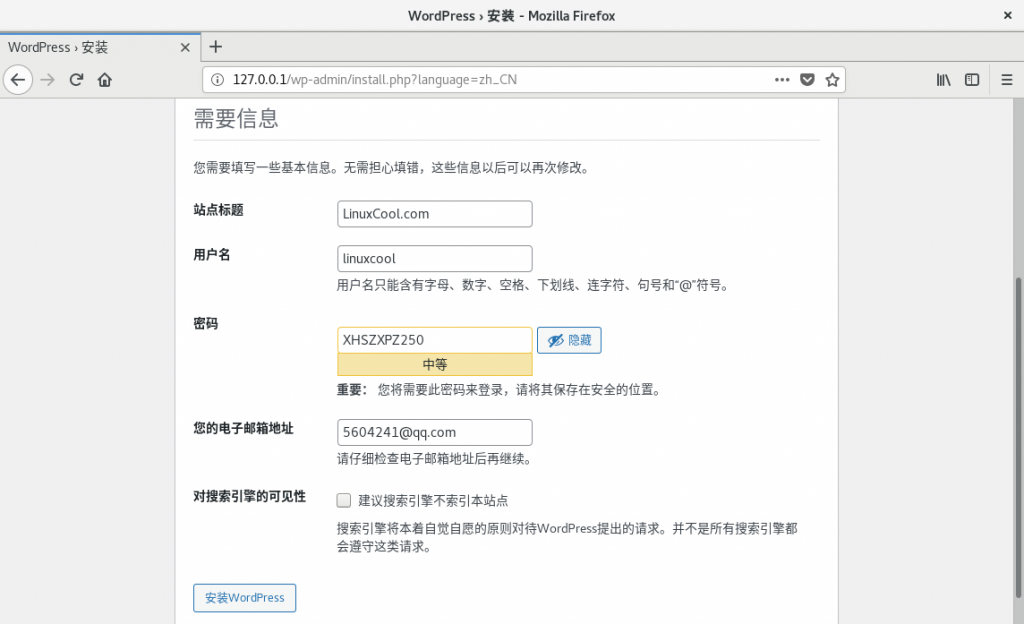 WordPress › 安装 - Mozilla Firefox
WordPress › 安装
127.0.0.1/wp-admin/install.php?language=zh_CN
需要信息
您需要填写一些基本信息。无需担心填错，这些信息以后可以再次修改。
站点标题
LinuxCool.com
用户名
linuxcool
用户名只能含有字母、数字、空格、下划线、连字符、句号和“@”符号。
密码
XHSZXPZ250
隐藏
中等
重要： 您将需要此密码来登录，请将其保存在安全的位置。
您的电子邮箱地址
5604241@qq.com
请仔细检查电子邮箱地址后再继续。
对搜索引擎的可见性
建议搜索引擎不索引本站点
搜索引擎将本着自觉自愿的原则对待WordPress提出的请求。并不是所有搜索引擎都
会遵守这类请求。
安装WordPress